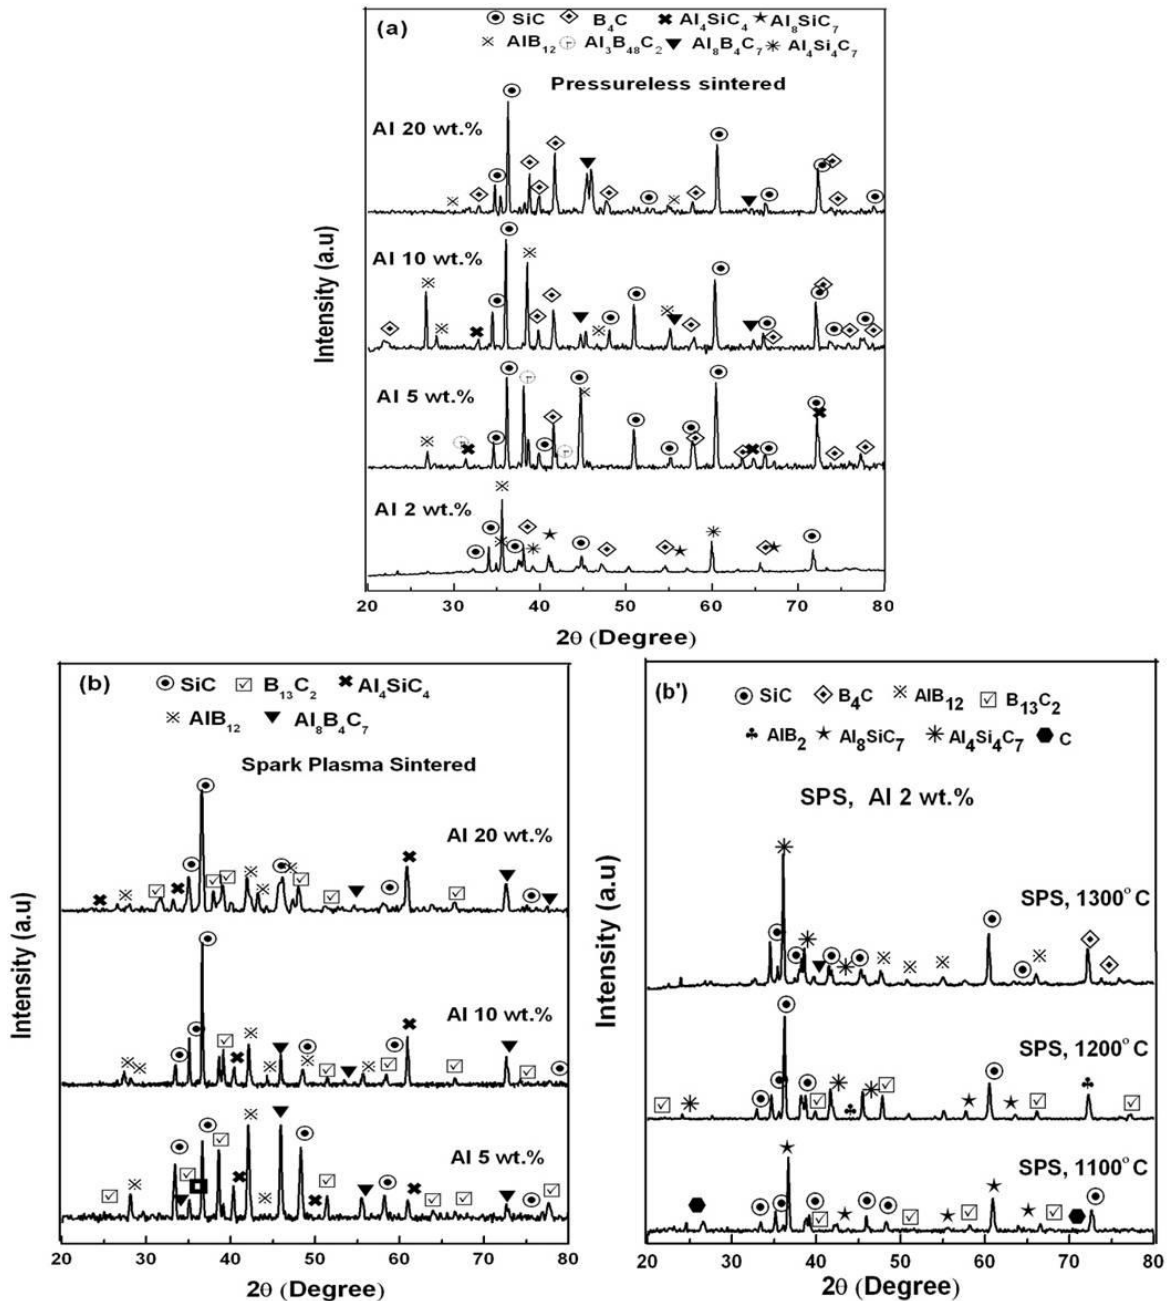 (a)
SiC B₄C Al₄SiC₄ Al₈SiC₇
AlB₁₂ Al₃B₄₈C₂ Al₈B₄C₇ Al₄Si₄C₇
Pressureless sintered
Al 20 wt.%
Al 10 wt.%
Al 5 wt.%
Al 2 wt.%
Intensity (a.u)
20 30 40 50 60 70 80
2θ (Degree)
(b) SiC B₁₃C₂ Al₄SiC₄
AlB₁₂ Al₈B₄C₇
Spark Plasma Sintered
Al 20 wt.%
Al 10 wt.%
Al 5 wt.%
Intensity (a.u)
20 30 40 50 60 70 80
2θ (Degree)
(b')
SiC B₄C AlB₁₂ B₁₃C₂
AlB₂ Al₈SiC₇ Al₄Si₄C₇ C
SPS, Al 2 wt.%
SPS, 1300°C
SPS, 1200°C
SPS, 1100°C
Intensity (a.u)
20 30 40 50 60 70 80
2θ (Degree)